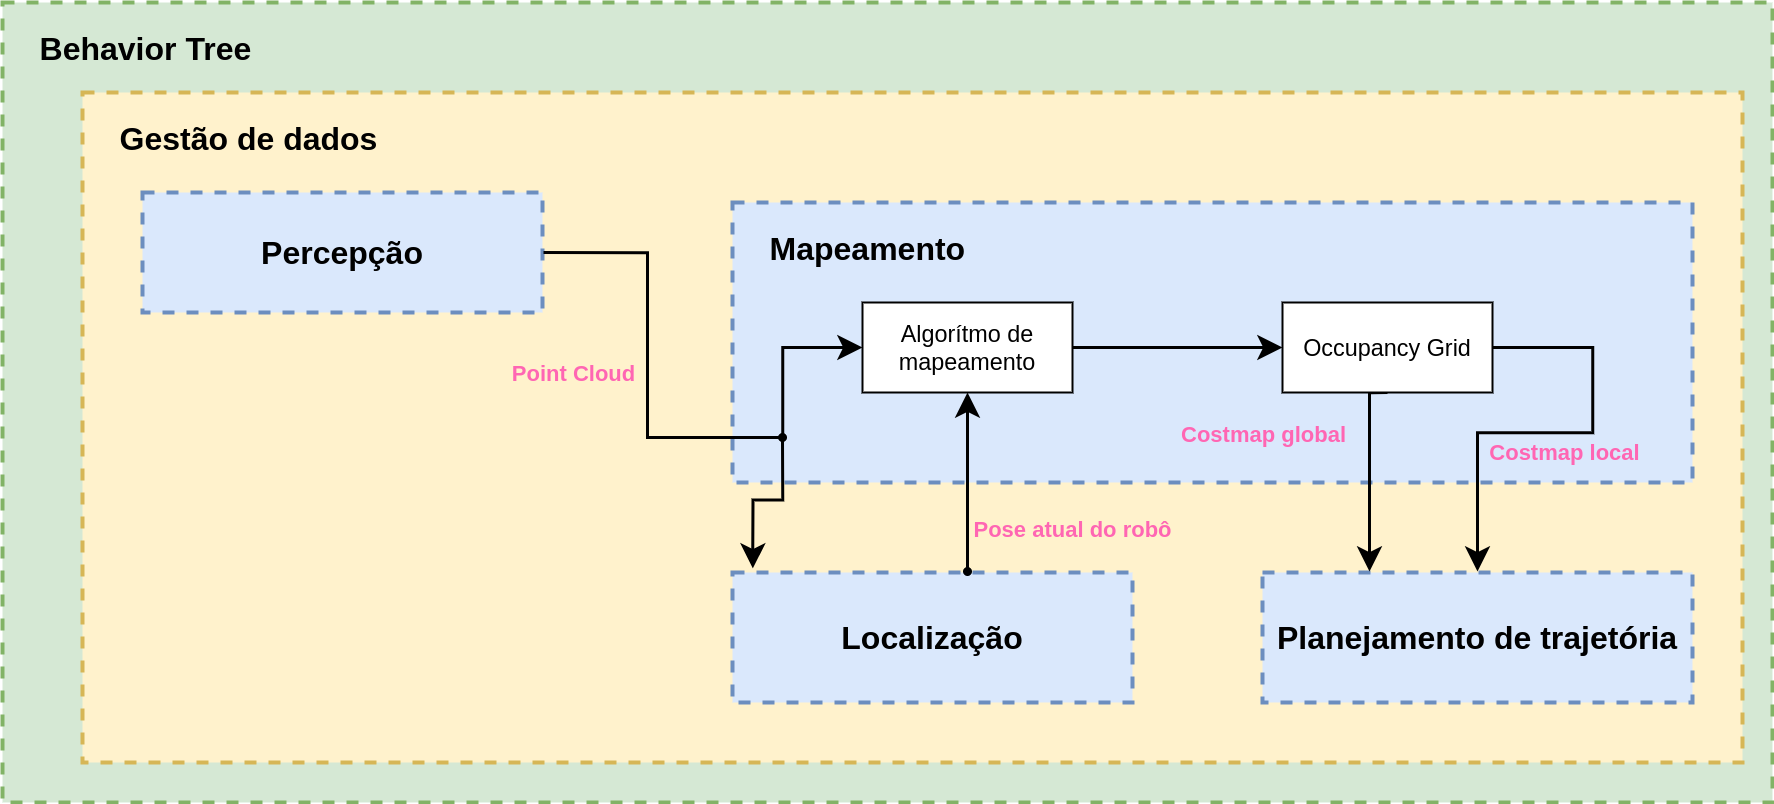 Behavior Tree
Gestão de dados
Percepção
Mapeamento
Algorítmo de
mapeamento
Occupancy Grid
Point Cloud
Costmap global
Costmap local
Pose atual do robô
Localização
Planejamento de trajetória